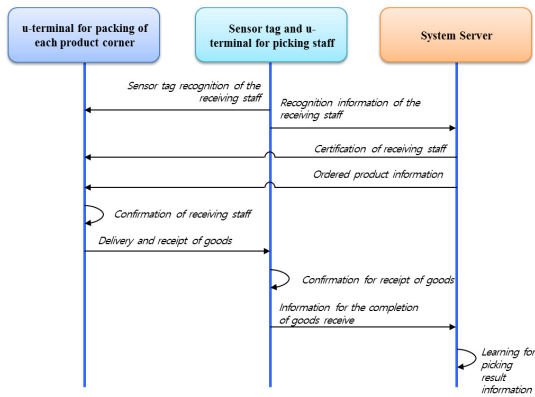 u-terminal for packing of
each product corner
Sensor tag and u-
terminal for picking staff
System Server
Sensor tag recognition of the
receiving staff
Recognition information of the
receiving staff
Certification of receiving staff
Ordered product information
Confirmation of receiving staff
Delivery and receipt of goods
Confirmation for receipt of goods
Information for the completion
of goods receive
Learning for
picking
result
information